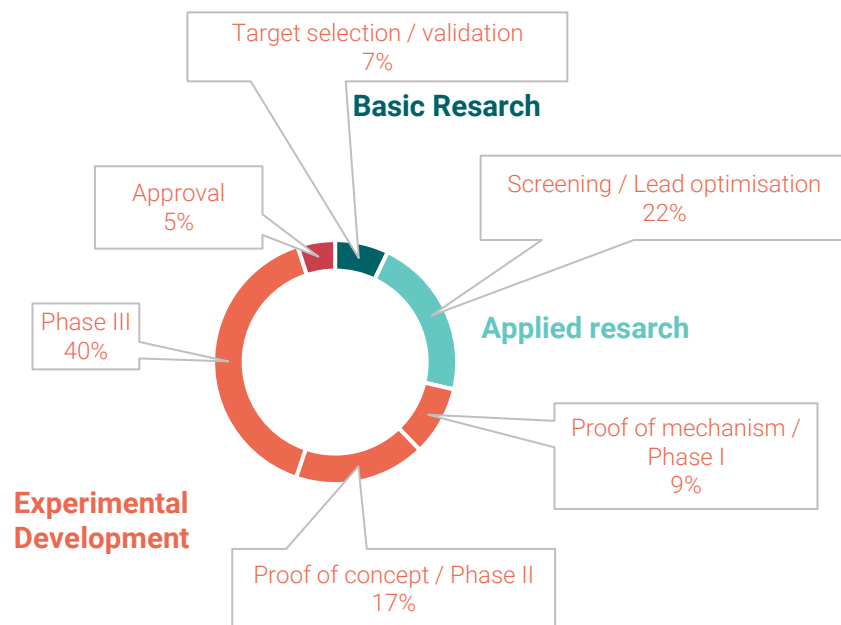 Target selection / validation
7%
Basic Resarch
Screening / Lead optimisation
22%
Approval
5%
Phase III
40%
Applied resarch
Proof of mechanism /
Phase I
9%
Experimental
Development
Proof of concept / Phase II
17%